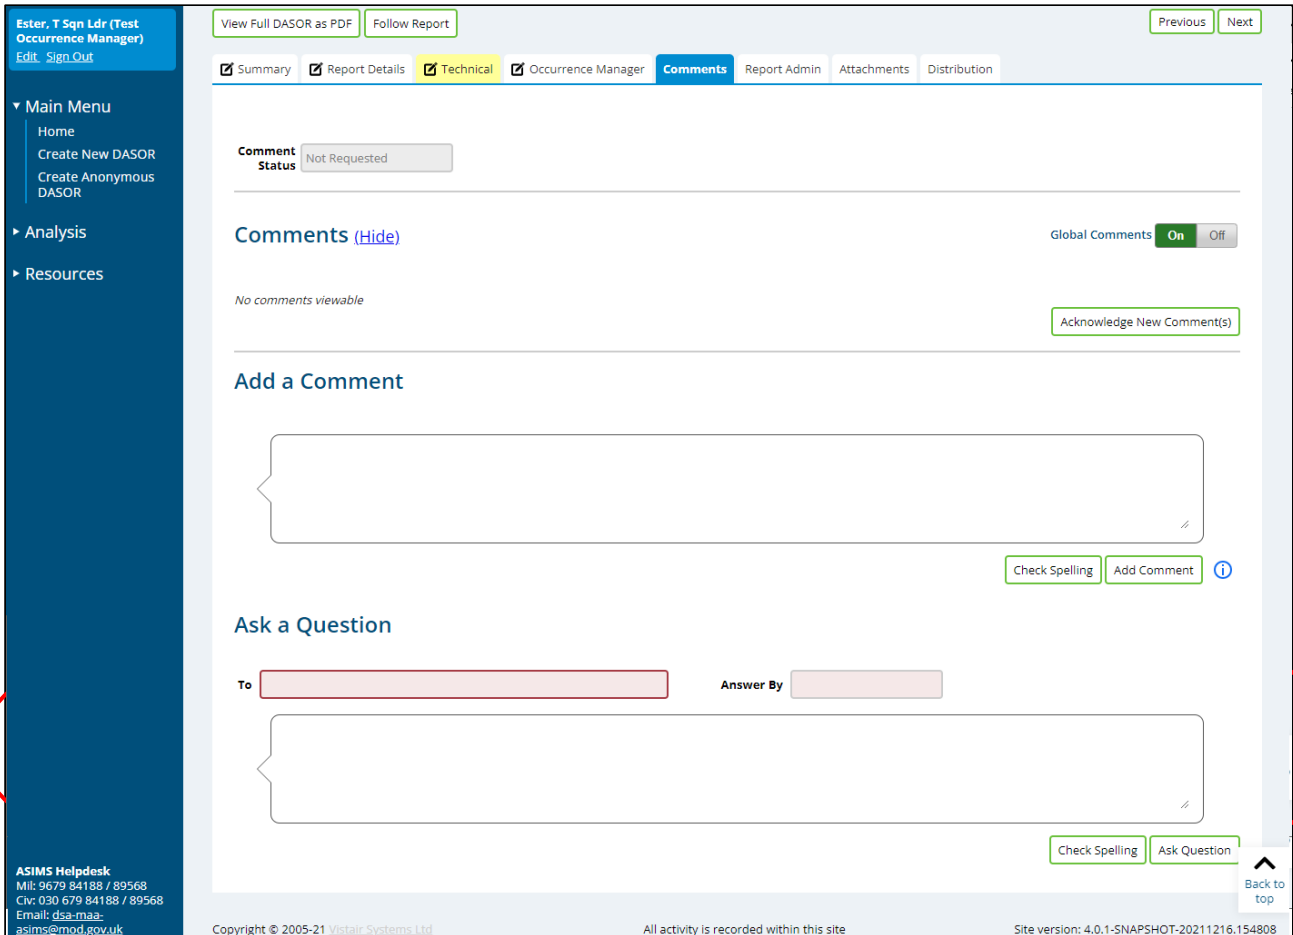 Ester, T Sqn Ldr (Test
Occurrence Manager)
Edit Sign Out
View Full DASOR as PDF Follow Report Previous Next
Summary Report Details Technical Occurrence Manager Comments Report Admin Attachments Distribution
Main Menu
Home
Create New DASOR
Create Anonymous
DASOR
Analysis
Resources
Comment
Status Not Requested
Comments (Hide) Global Comments On Off
No comments viewable
Acknowledge New Comment(s)
Add a Comment
Check Spelling Add Comment
Ask a Question
To Answer By
Check Spelling Ask Question
Back to
top
ASIMS Helpdesk
Mil: 9679 84188 / 89568
Civ: 030 679 84188 / 89568
Email: dsa-maa-
asims@mod.gov.uk
Copyright © 2005-21 Vistair Systems Ltd All activity is recorded within this site Site version: 4.0.1-SNAPSHOT-20211216.154808